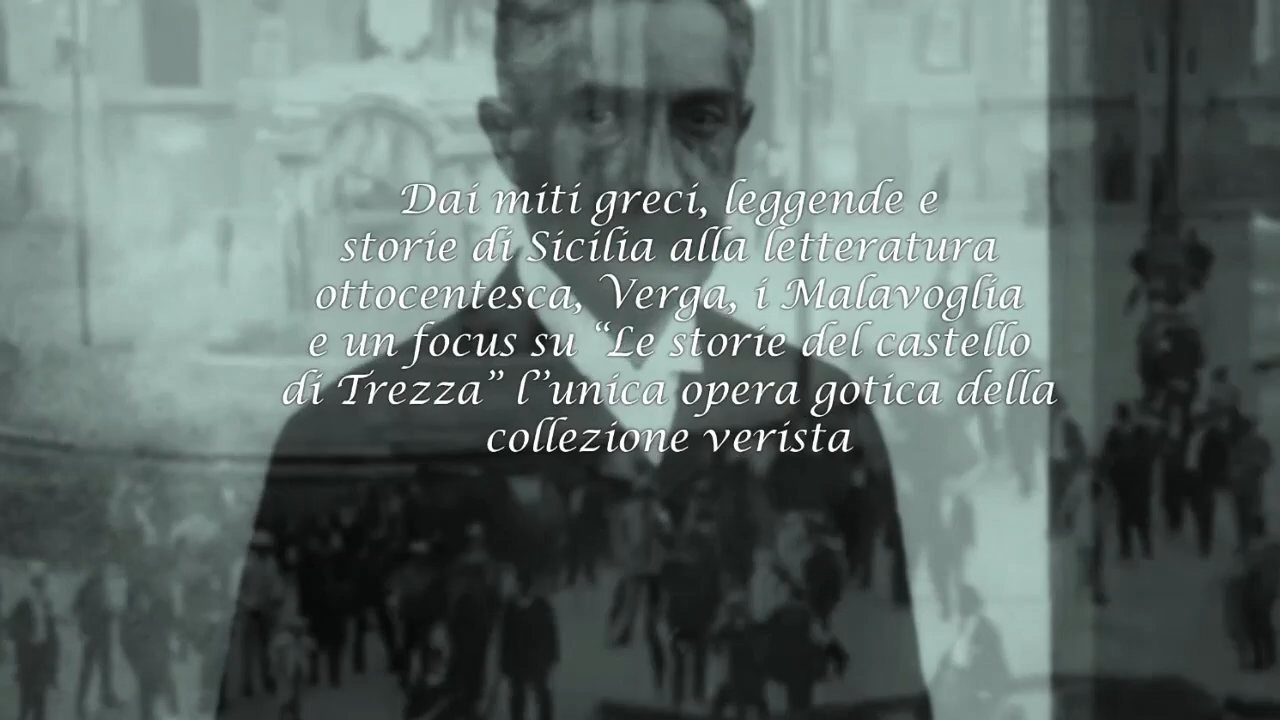 Dai miti greci, leggende e
storie di Sicilia alla letteratura
ottocentesca, Verga, i Malavoglia
e un focus su “Le storie del castello
di Trezza” l’’unica opera gotica della
collezione verista